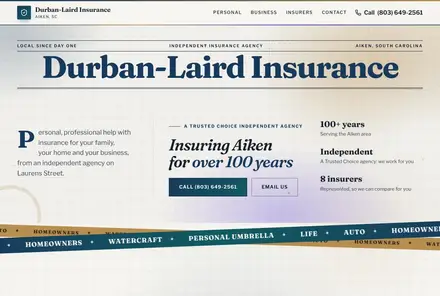 Durban-Laird Insurance
AIKEN, SC
PERSONAL BUSINESS INSURERS CONTACT Call (803) 649-2561
LOCAL SINCE DAY ONE INDEPENDENT INSURANCE AGENCY AIKEN, SOUTH CAROLINA
Durban-Laird Insurance
Personal, professional help with
insurance for your family,
your home and your business,
from an independent agency on
Laurens Street.
A TRUSTED CHOICE INDEPENDENT AGENCY
Insuring Aiken
for over 100 years
CALL (803) 649-2561 EMAIL US
100+ years
Serving the Aiken area
Independent
A Trusted Choice agency: we work for you
8 insurers
Represented, so we can compare for you
HOMEOWNERS WATERCRAFT PERSONAL UMBRELLA LIFE AUTO HOMEOWNE
HOMEOWNERS
HOMEOWNERS